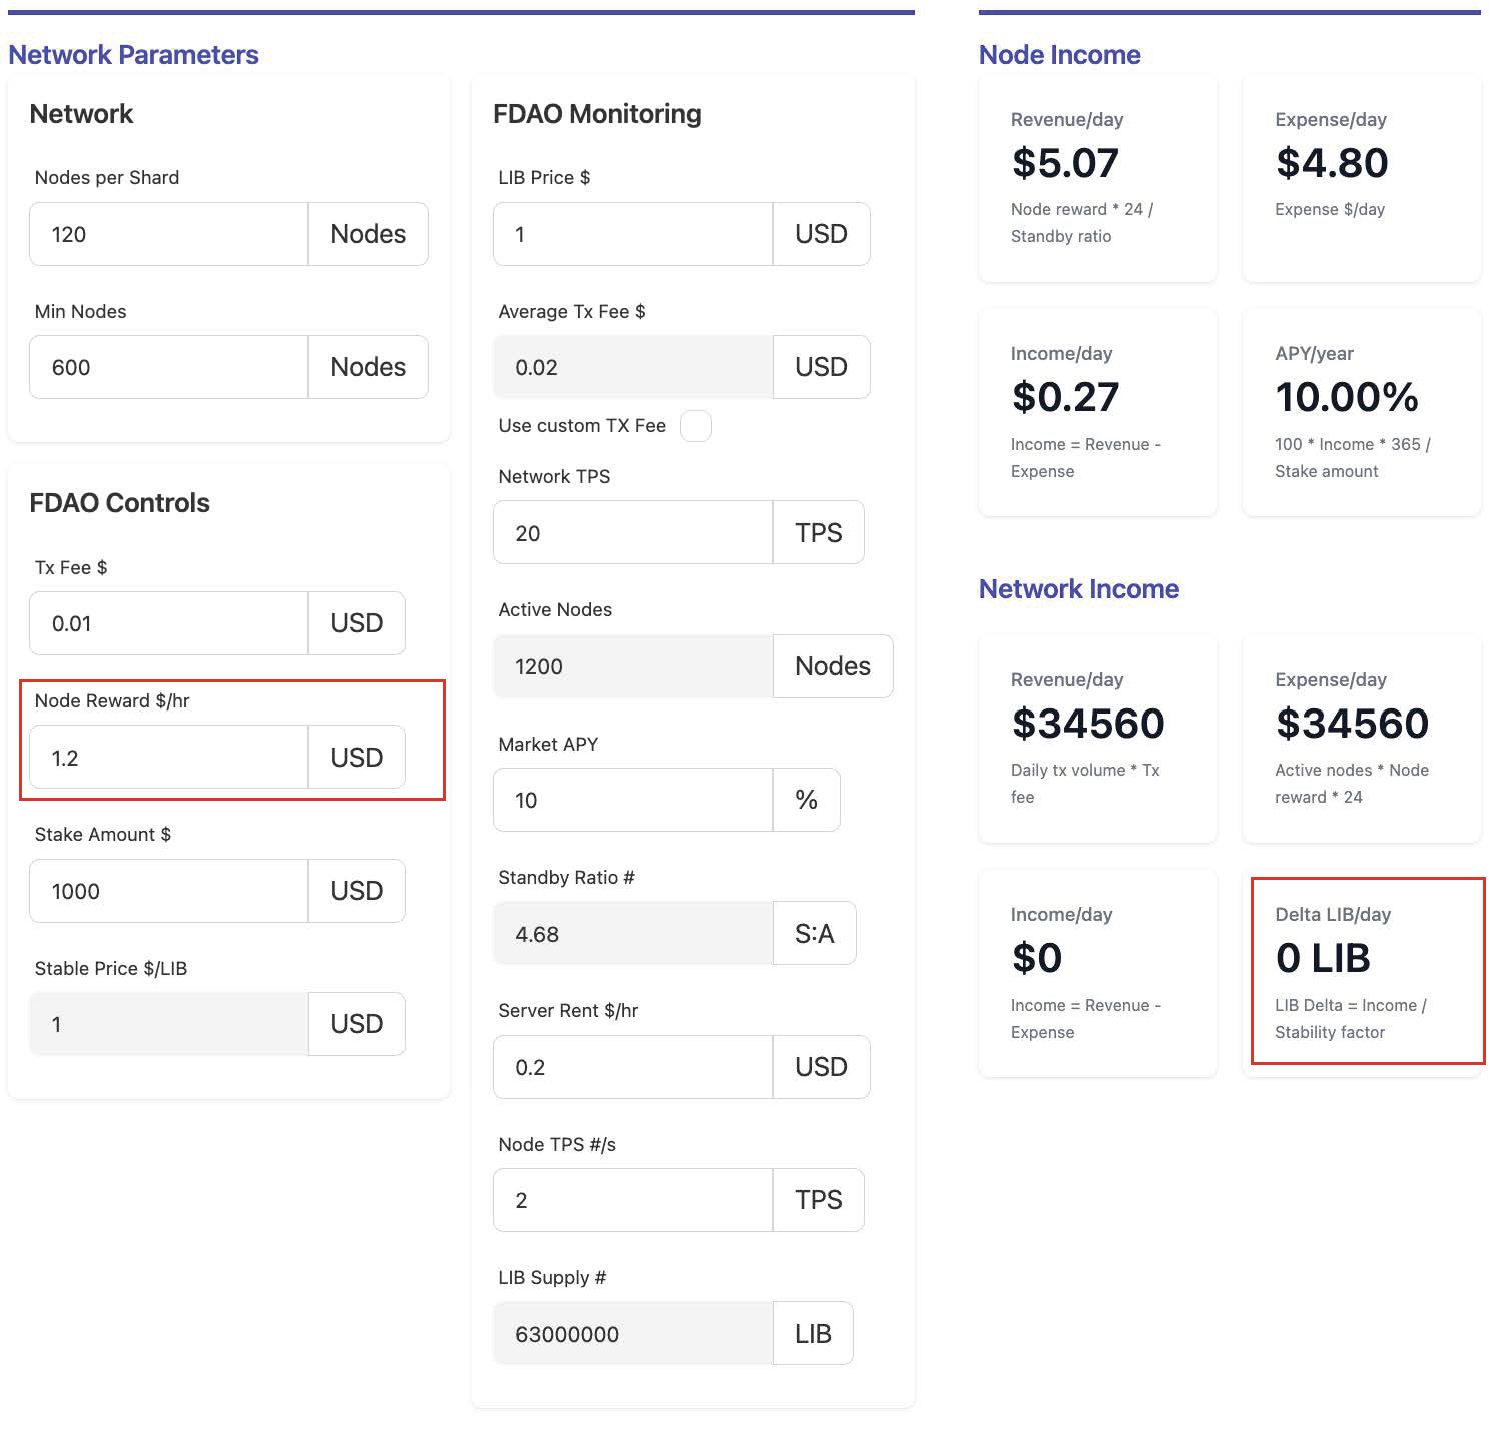 Network Parameters
Network
Nodes per Shard
120 Nodes
Min Nodes
600 Nodes
FDAO Controls
Tx Fee $
0.01 USD
Node Reward $/hr
1.2 USD
Stake Amount $
1000 USD
Stable Price $/LIB
1 USD
FDAO Monitoring
LIB Price $
1 USD
Average Tx Fee $
0.02 USD
Use custom TX Fee
Network TPS
20 TPS
Active Nodes
1200 Nodes
Market APY
10 %
Standby Ratio #
4.68 S:A
Server Rent $/hr
0.2 USD
Node TPS #/s
2 TPS
LIB Supply #
63000000 LIB
Node Income
Revenue/day
$5.07
Node reward * 24 /
Standby ratio
Expense/day
$4.80
Expense $/day
Income/day
$0.27
Income = Revenue -
Expense
APY/year
10.00%
100 * Income * 365 /
Stake amount
Network Income
Revenue/day
$34560
Daily tx volume * Tx
fee
Expense/day
$34560
Active nodes * Node
reward * 24
Income/day
$0
Income = Revenue -
Expense
Delta LIB/day
0 LIB
LIB Delta = Income /
Stability factor